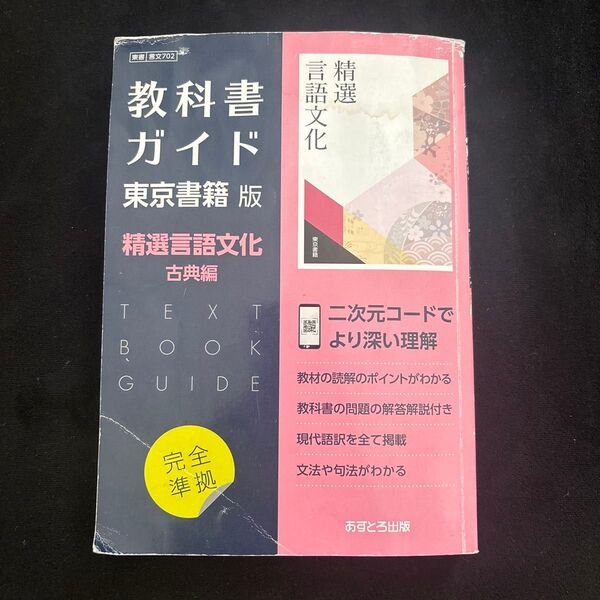 東書 言文702
教科書
ガイド
東京書籍 版
精選言語文化
古典編
TEXT
BOOK
GUIDE
完全
準拠
精選
言語文化
東京書籍
二次元コードで
より深い理解
教材の読解のポイントがわかる
教科書の問題の解答解説付き
現代語訳を全て掲載
文法や句法がわかる
あすとろ出版